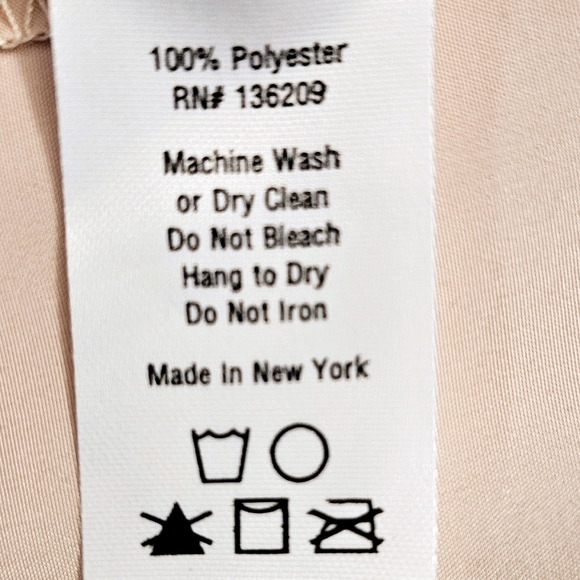 100% Polyester
RN# 136209
Machine Wash
or Dry Clean
Do Not Bleach
Hang to Dry
Do Not Iron
Made In New York